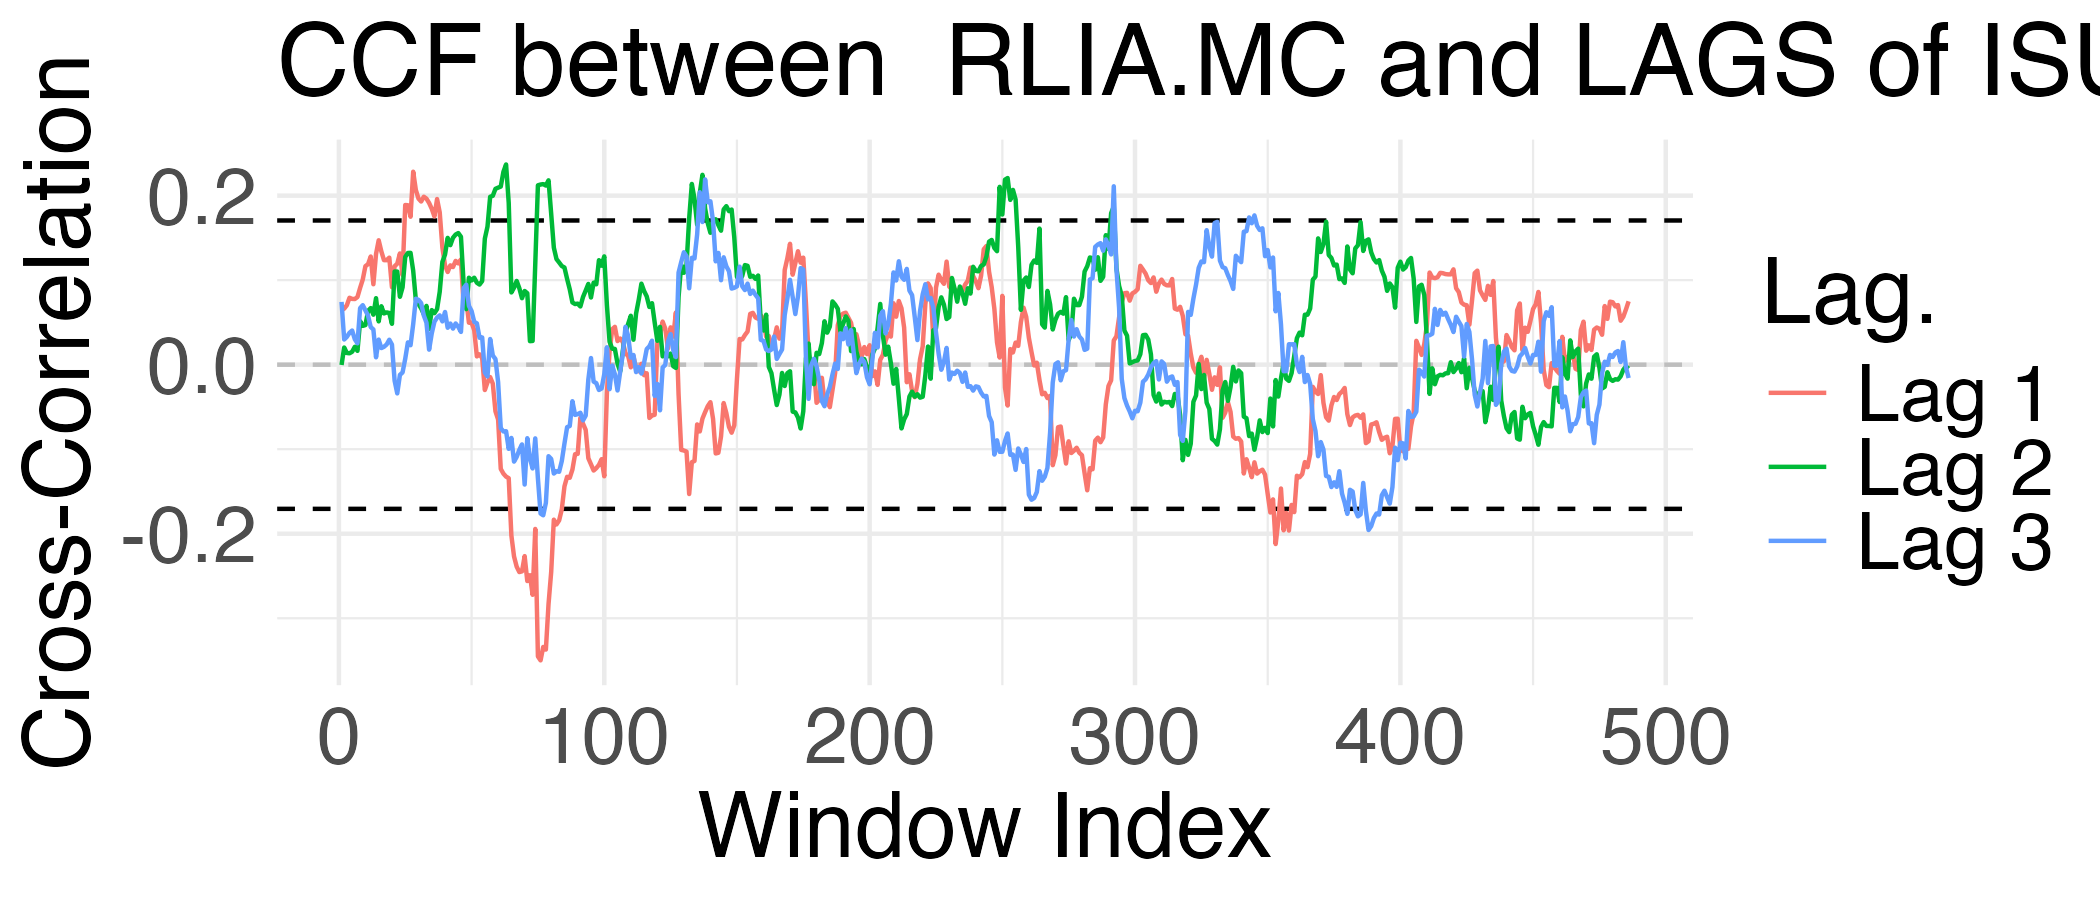 CCF between RLIA.MC and LAGS of ISU
Cross-Correlation
0.2
0.0
-0.2
0
100
200
300
400
500
Window Index
Lag.
Lag 1
Lag 2
Lag 3